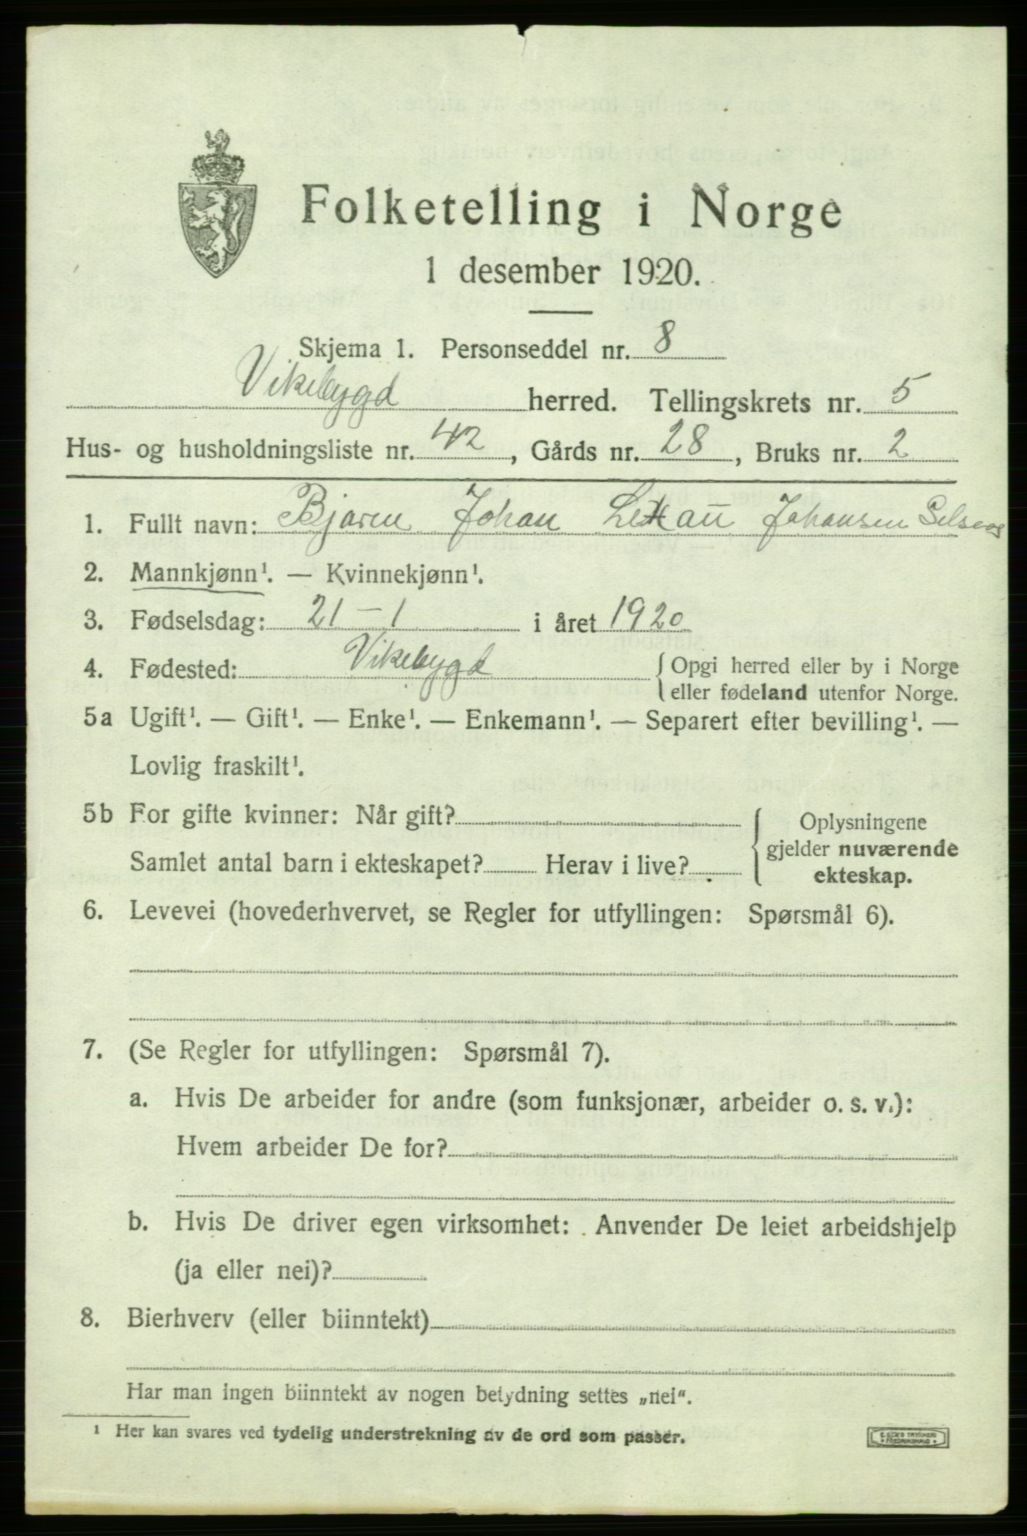 Folketelling i Norge
1 desember 1920.
Skjema 1. Personseddel nr. 8
Vikebygd herred. Tellingskrets nr. 5
Hus- og husholdningsliste nr. 42, Gårds nr. 28, Bruks nr. 2
1. Fullt navn: Bjaren Johan Johansen
2. Mannkjønn¹. — Kvinnekjønn¹.
3. Fødselsdag: 21 – 1 i året 1920
4. Fødested: Vikebygd { Opgi herred eller by i Norge
eller fødeland utenfor Norge.
5a Ugift¹. — Gift¹. — Enke¹. — Enkemann¹. — Separert efter bevilling¹. —
Lovlig fraskilt¹.
5b For gifte kvinner: Når gift?
Samlet antal barn i ekteskapet? Herav i live?
{ Oplysningene
gjelder nuværende
ekteskap.
6. Levevei (hovederhvervet, se Regler for utfyllingen: Spørsmål 6).
7. (Se Regler for utfyllingen: Spørsmål 7).
a. Hvis De arbeider for andre (som funksjonær, arbeider o. s. v.):
Hvem arbeider De for?
b. Hvis De driver egen virksomhet: Anvender De leiet arbeidshjelp
(ja eller nei)?
8. Bierhverv (eller biinntekt)
Har man ingen biinntekt av nogen betydning settes „nei“.
¹ Her kan svares ved tydelig understrekning av de ord som passer.